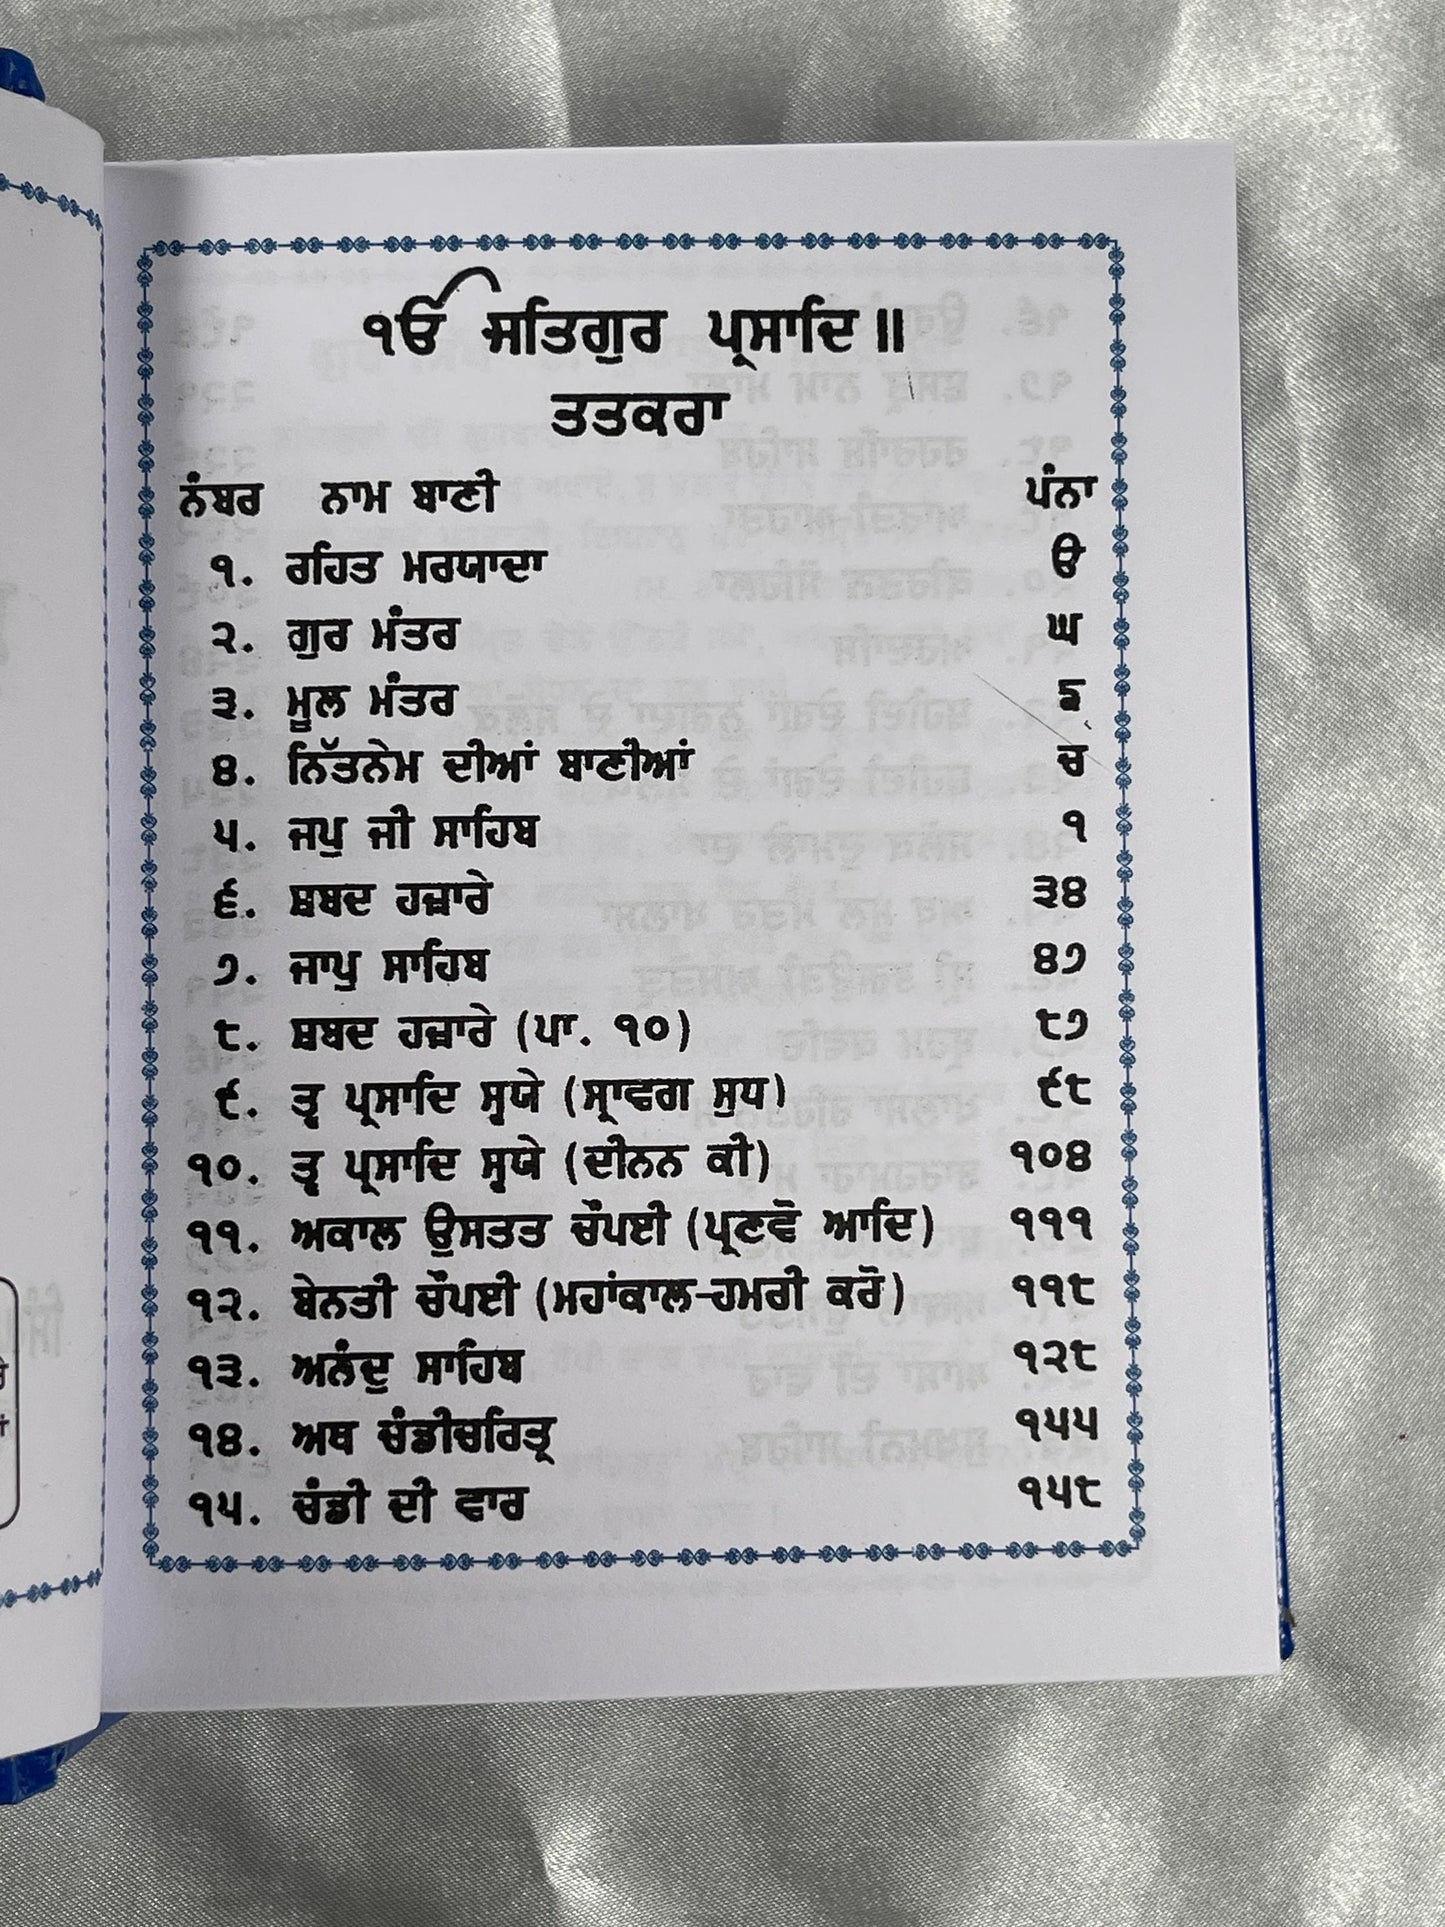 ੴ ਸਤਿਗੁਰ ਪ੍ਰਸਾਦਿ॥
ਤਤਕਰਾ
ਨੰਬਰ ਨਾਮ ਬਾਣੀ ਪੰਨਾ
੧. ਰਹਿਤ ਮਰਯਾਦਾ ੳ
੨. ਗੁਰ ਮੰਤਰ ਘ
੩. ਮੂਲ ਮੰਤਰ ਙ
੪. ਨਿੱਤਨੇਮ ਦੀਆਂ ਬਾਣੀਆਂ ਚ
੫. ਜਪੁ ਜੀ ਸਾਹਿਬ ੧
੬. ਸ਼ਬਦ ਹਜ਼ਾਰੇ ੩੪
੭. ਜਾਪੁ ਸਾਹਿਬ ੪੭
੮. ਸ਼ਬਦ ਹਜ਼ਾਰੇ (ਪਾ. ੧੦) ੮੭
੯. ਤ੍ਵ ਪ੍ਰਸਾਦਿ ਸ੍ਵਯੇ (ਸ੍ਰਾਵਗ ਸੁਧ) ੯੮
੧੦. ਤ੍ਵ ਪ੍ਰਸਾਦਿ ਸ੍ਵਯੇ (ਦੀਨਨ ਕੀ) ੧੦੪
੧੧. ਅਕਾਲ ਉਸਤਤ ਚੌਪਈ (ਪ੍ਰਣਵੋ ਆਦਿ) ੧੧੧
੧੨. ਬੇਨਤੀ ਚੌਪਈ (ਮਹਾਂਕਾਲ-ਹਮਰੀ ਕਰੋ) ੧੧੮
੧੩. ਅਨੰਦੁ ਸਾਹਿਬ ੧੨੮
੧੪. ਅਥ ਚੰਡੀਚਰਿਤ੍ਰ ੧੫੫
੧੫. ਚੰਡੀ ਦੀ ਵਾਰ ੧੫੮